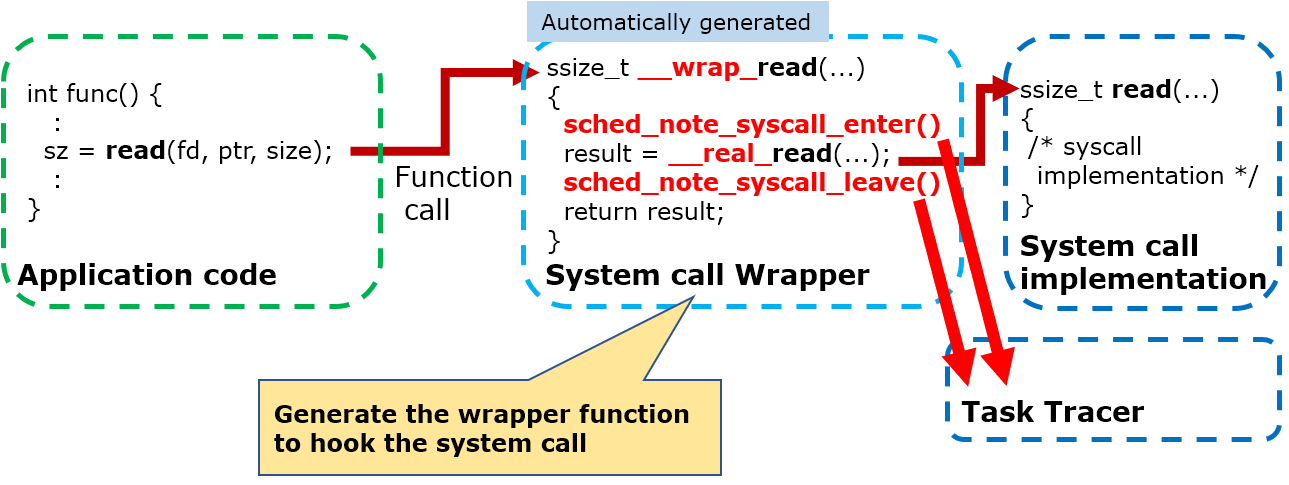 Automatically generated
int func() {
:
sz = read(fd, ptr, size);
:
}
Application code
Function
call
ssize_t __wrap_read(...)
{
sched_note_syscall_enter()
result = __real_read(...);
sched_note_syscall_leave()
return result;
}
System call Wrapper
ssize_t read(...)
{
/* syscall
implementation */
}
System call
implementation
Generate the wrapper function
to hook the system call
Task Tracer